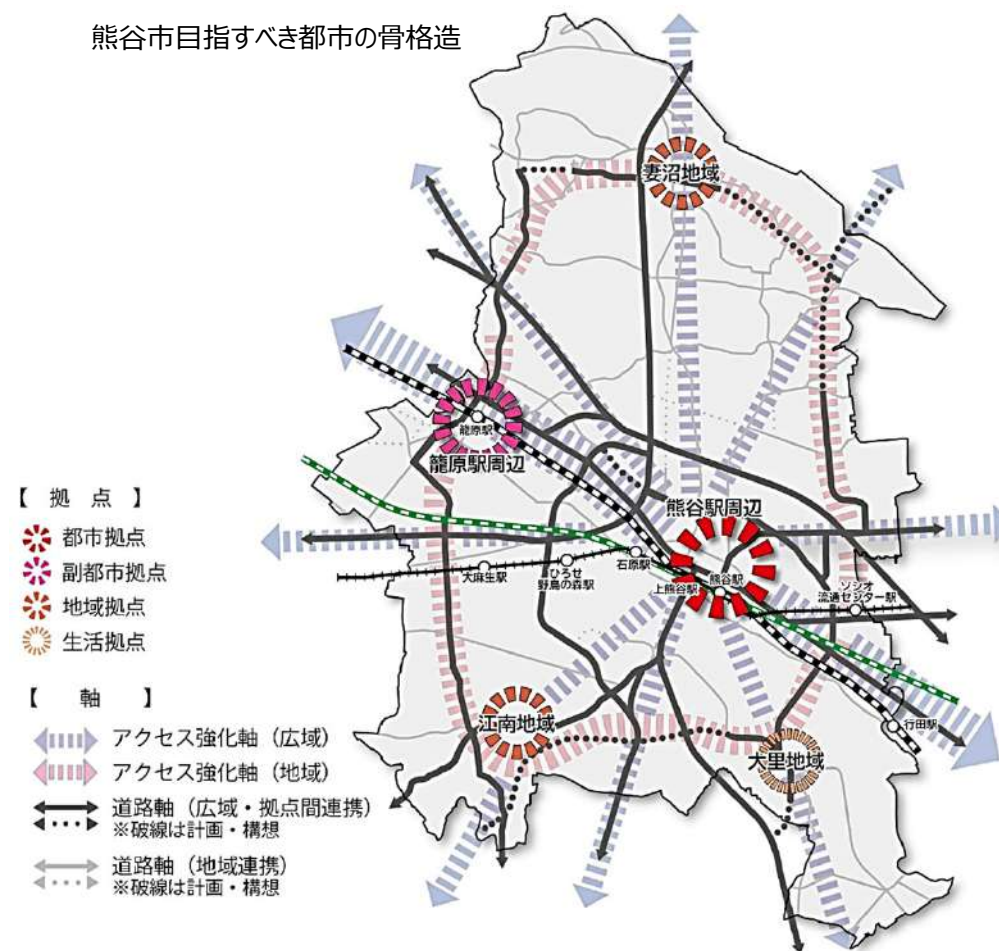 熊谷市目指すべき都市の骨格造
妻沼地域
籠原駅
籠原駅周辺
熊谷駅周辺
熊谷駅
上熊谷駅
石原駅
ひろせ
野鳥の森駅
大麻生駅
ソシオ
流通センター駅
行田駅
江南地域
大里地域
【 拠 点 】
都市拠点
副都市拠点
地域拠点
生活拠点
【 軸 】
アクセス強化軸（広域）
アクセス強化軸（地域）
道路軸（広域・拠点間連携）
※破線は計画・構想
道路軸（地域連携）
※破線は計画・構想